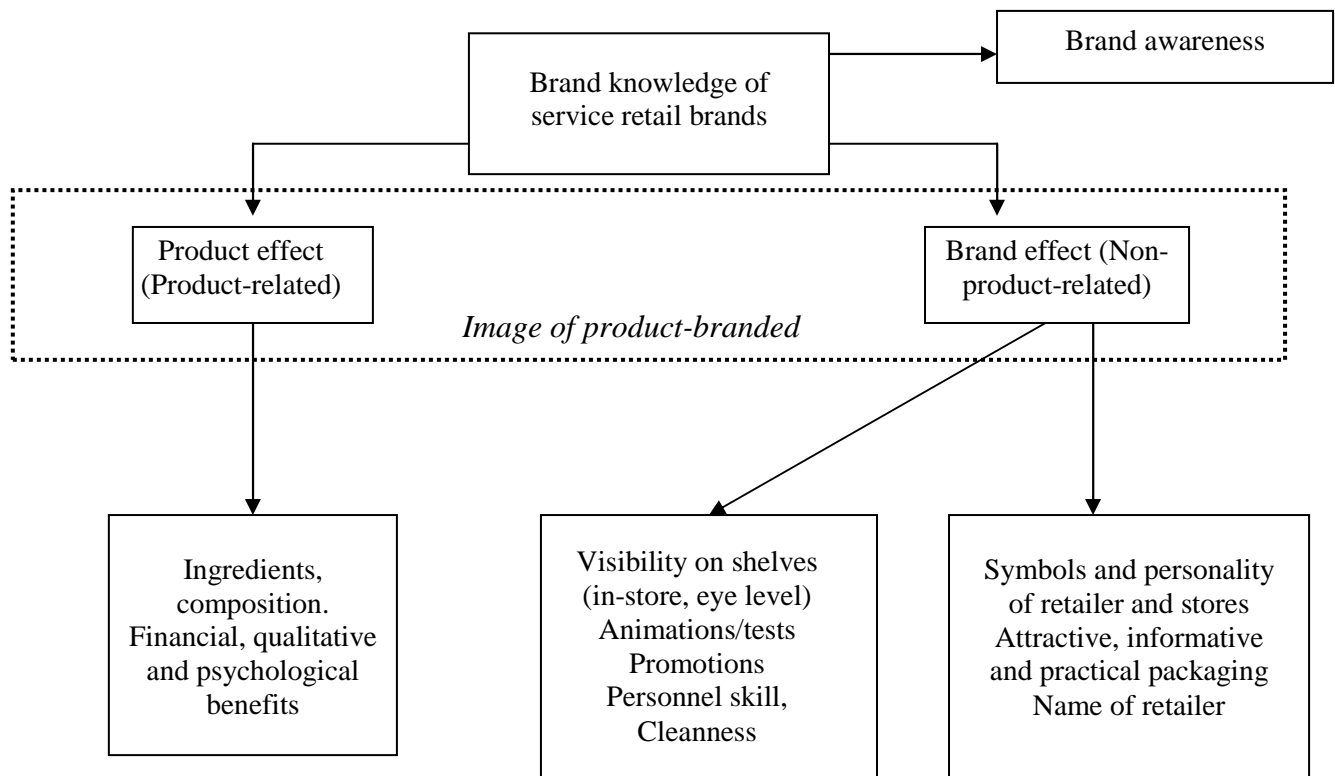 Brand awareness
Brand knowledge of
service retail brands
Product effect
(Product-related)
Brand effect (Non-
product-related)
Image of product-branded
Ingredients,
composition.
Financial, qualitative
and psychological
benefits
Visibility on shelves
(in-store, eye level)
Animations/tests
Promotions
Personnel skill,
Cleanness
Symbols and personality
of retailer and stores
Attractive, informative
and practical packaging
Name of retailer